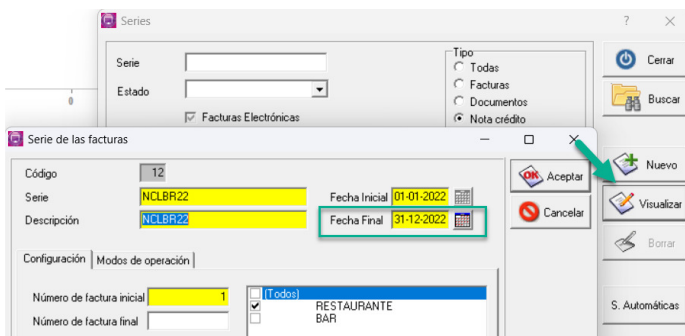 Series
Serie
Estado
Facturas Electrónicas
Tipo
Todas
Facturas
Documentos
Nota crédito
Cerrar
Buscar
Nuevo
Visualizar
Borrar
S. Automáticas
0
Serie de las facturas
Código 12
Serie NCLBR22 Fecha Inicial 01-01-2022
Descripción NCLBR22 Fecha Final 31-12-2022
OK Aceptar
Cancelar
Configuración Modos de operación
Número de factura inicial 1
Número de factura final
(Todos)
RESTAURANTE
BAR